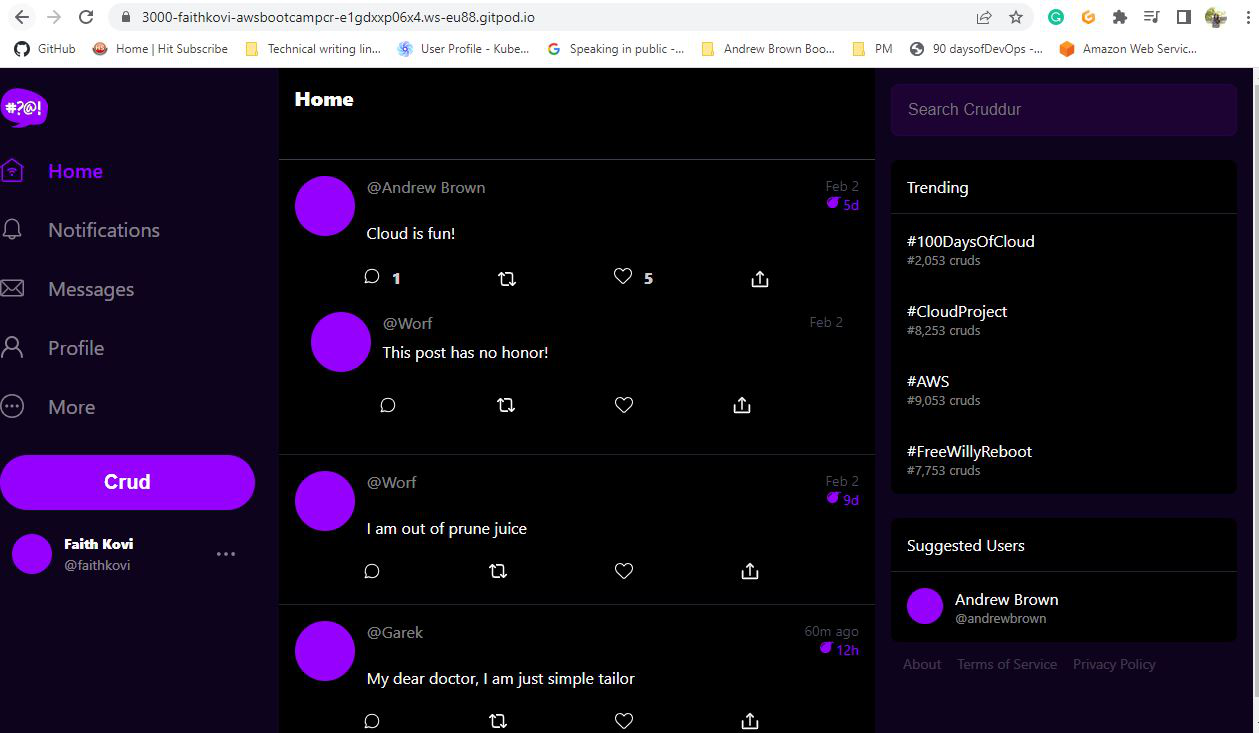 3000-faithkovi-awsbootcampcr-e1gdxxp06x4.ws-eu88.gitpod.io
GitHub
Home | Hit Subscribe
Technical writing lin...
User Profile - Kube...
Speaking in public -...
Andrew Brown Boo...
PM
90 daysofDevOps -...
Amazon Web Servic...
#?@!
Home
Notifications
Messages
Profile
More
Crud
Faith Kovi
@faithkovi
Home
@Andrew Brown
Feb 2
5d
Cloud is fun!
1
5
@Worf
Feb 2
This post has no honor!
@Worf
Feb 2
9d
I am out of prune juice
@Garek
60m ago
12h
My dear doctor, I am just simple tailor
Search Cruddur
Trending
#100DaysOfCloud
#2,053 cruds
#CloudProject
#8,253 cruds
#AWS
#9,053 cruds
#FreeWillyReboot
#7,753 cruds
Suggested Users
Andrew Brown
@andrewbrown
About
Terms of Service
Privacy Policy